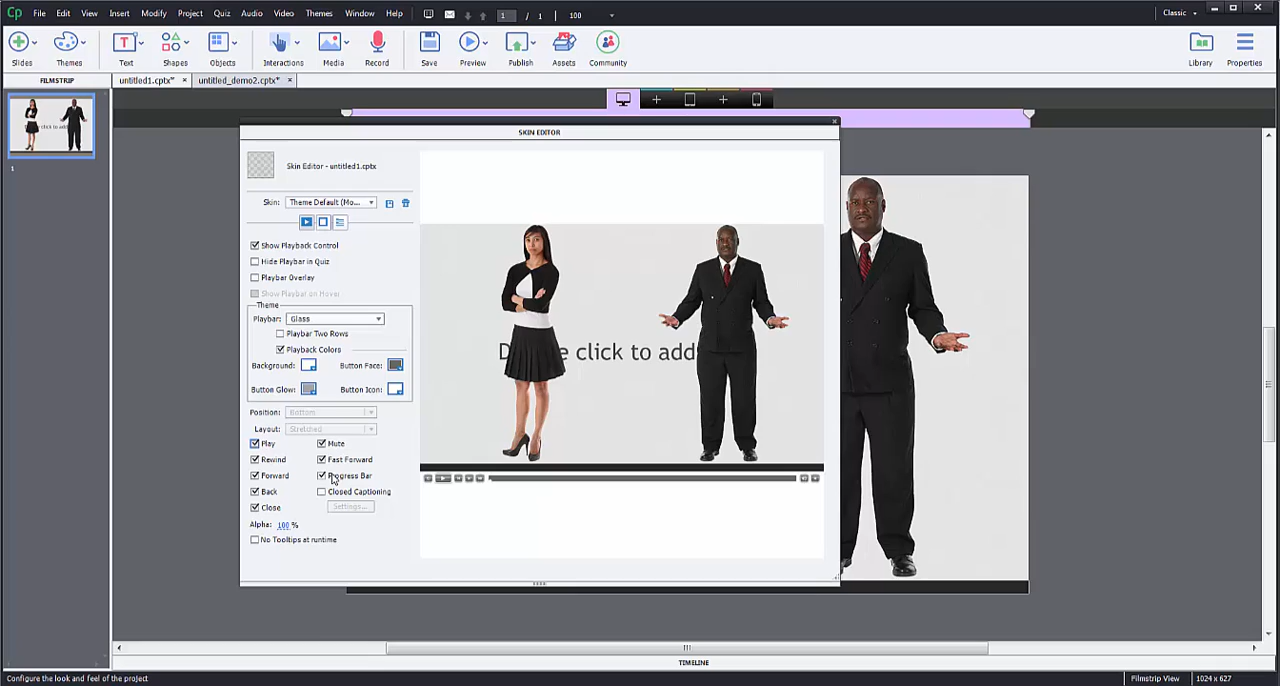 Cp File Edit View Insert Modify Project Quiz Audio Video Themes Window Help 1 / 1 100 Classic
Slides Themes Text Shapes Objects Interactions Media Record Save Preview Publish Assets Community Library Properties
FILMSTRIP untitled1.cptx* untitled_demo2.cptx*
SKIN EDITOR
Skin Editor - untitled1.cptx
Skin: Theme Default (Mo...
Show Playback Control
Hide Playbar in Quiz
Playbar Overlay
Show Playbar on Hover
Theme
Playbar: Glass
Playbar Two Rows
Playback Colors
Background: Button Face:
Button Glow: Button Icon:
Position: Bottom
Layout: Stretched
Play Mute
Rewind Fast Forward
Forward Progress Bar
Back Closed Captioning
Close Settings...
Alpha: 100 %
No Tooltips at runtime
click to add
1
TIMELINE
Configure the look and feel of the project Filmstrip View 1024 x 627